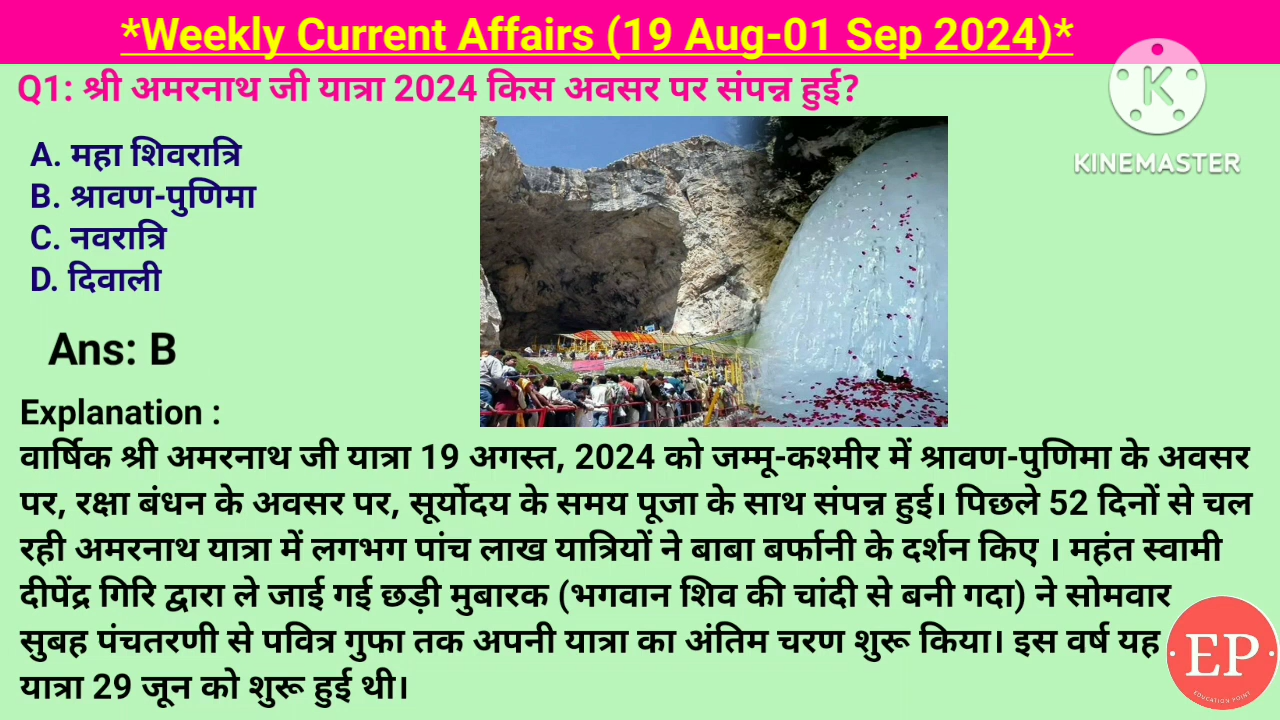 *Weekly Current Affairs (19 Aug-01 Sep 2024)*
Q1: श्री अमरनाथ जी यात्रा 2024 किस अवसर पर संपन्न हुई?
A. महा शिवरात्रि
B. श्रावण-पुणिमा
C. नवरात्रि
D. दिवाली
K
KINEMASTER
Ans: B
Explanation :
वार्षिक श्री अमरनाथ जी यात्रा 19 अगस्त, 2024 को जम्मू-कश्मीर में श्रावण-पुणिमा के अवसर
पर, रक्षा बंधन के अवसर पर, सूर्योदय के समय पूजा के साथ संपन्न हुई। पिछले 52 दिनों से चल
रही अमरनाथ यात्रा में लगभग पांच लाख यात्रियों ने बाबा बर्फानी के दर्शन किए । महंत स्वामी
दीपेंद्र गिरि द्वारा ले जाई गई छड़ी मुबारक (भगवान शिव की चांदी से बनी गदा) ने सोमवार
सुबह पंचतरणी से पवित्र गुफा तक अपनी यात्रा का अंतिम चरण शुरू किया। इस वर्ष यह
यात्रा 29 जून को शुरू हुई थी।
EP
EDUCATION POINT